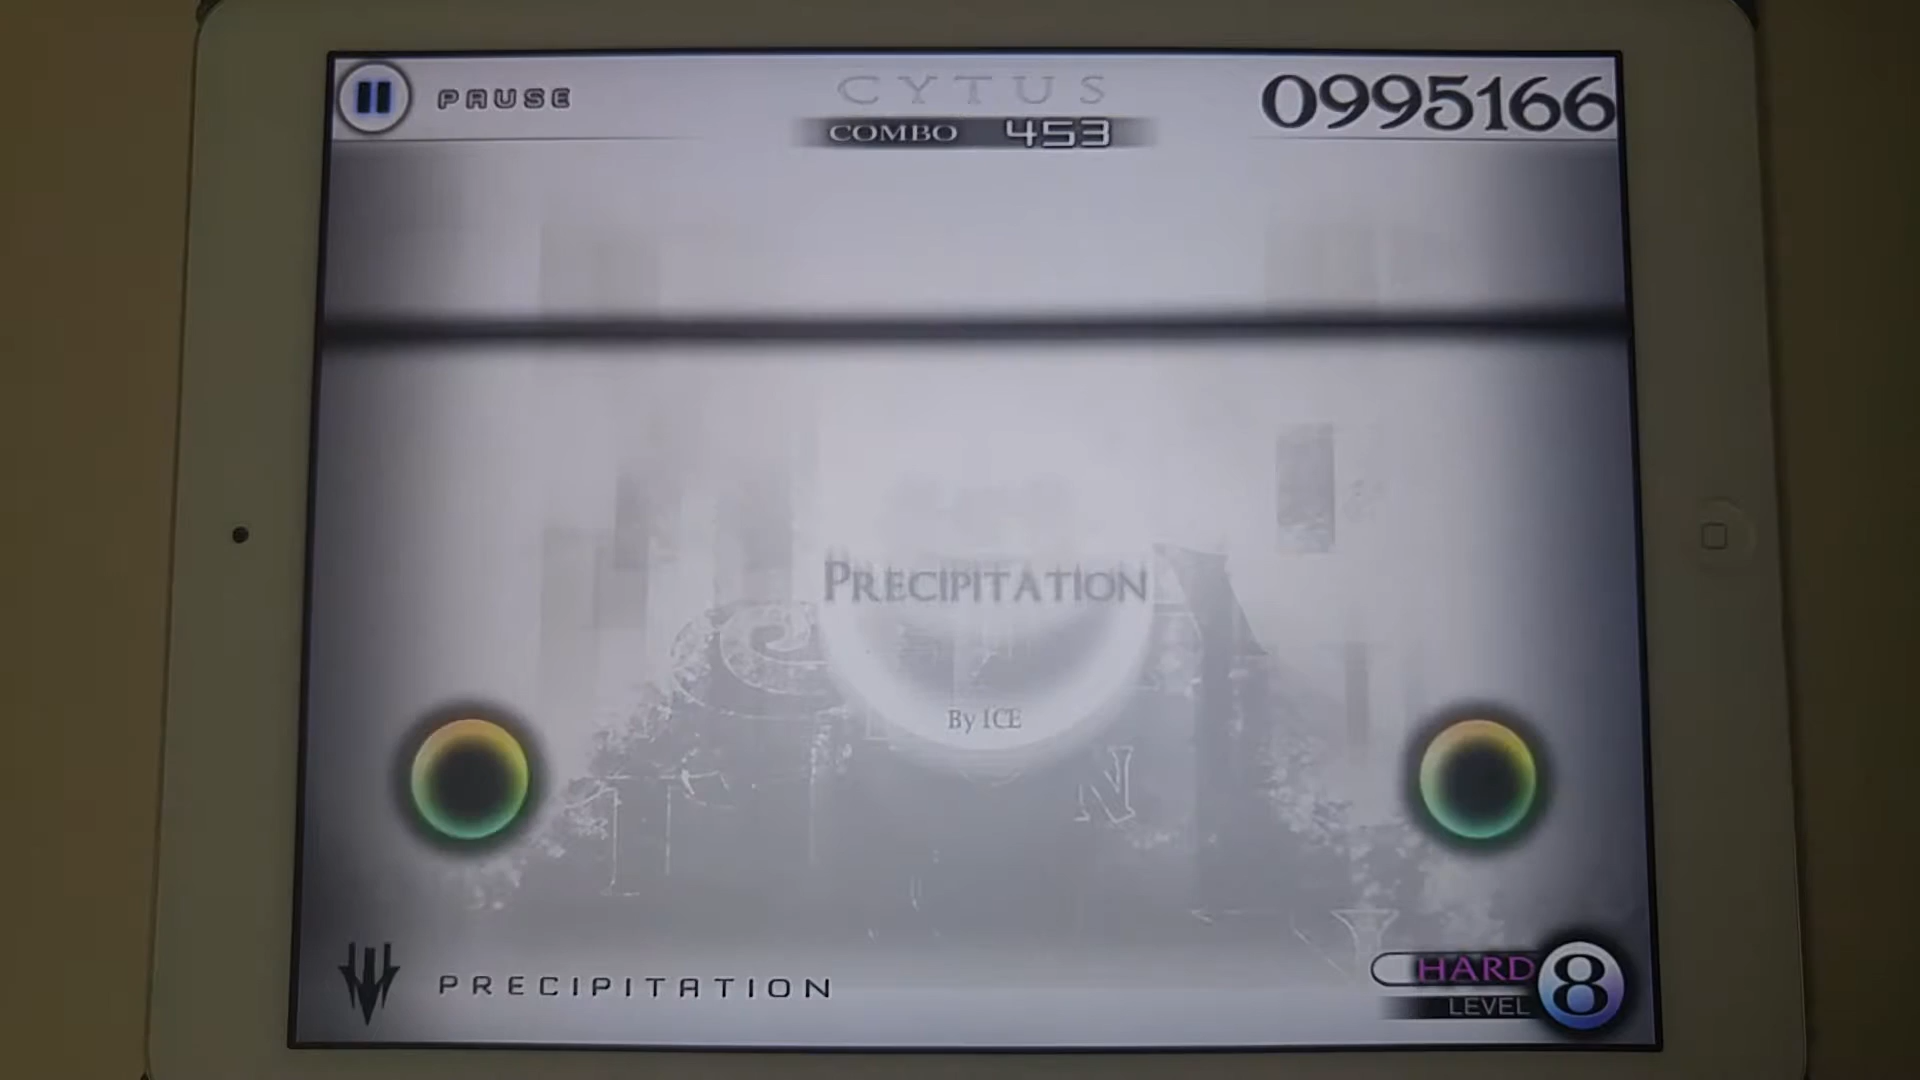 PAUSE
CYTUS
COMBO 453
0995166
PRECIPITATION
By ICE
N
T
PRECIPITATION
HARD
LEVEL
8